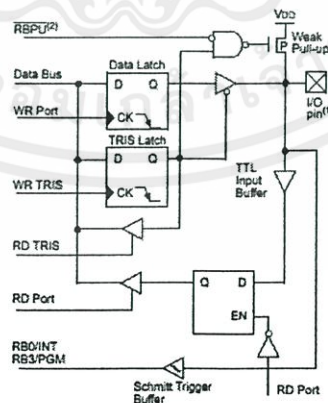 VDD
RBPU(2)
Weak
Pull-up
Data Bus
Data Latch
D Q
WR Port
CK
I/O
pin(1)
TRIS Latch
D Q
WR TRIS
CK
TTL
Input
Buffer
RD TRIS
RD Port
Q D
EN
RB0/INT
RB3/PGM
Schmitt Trigger
Buffer
RD Port